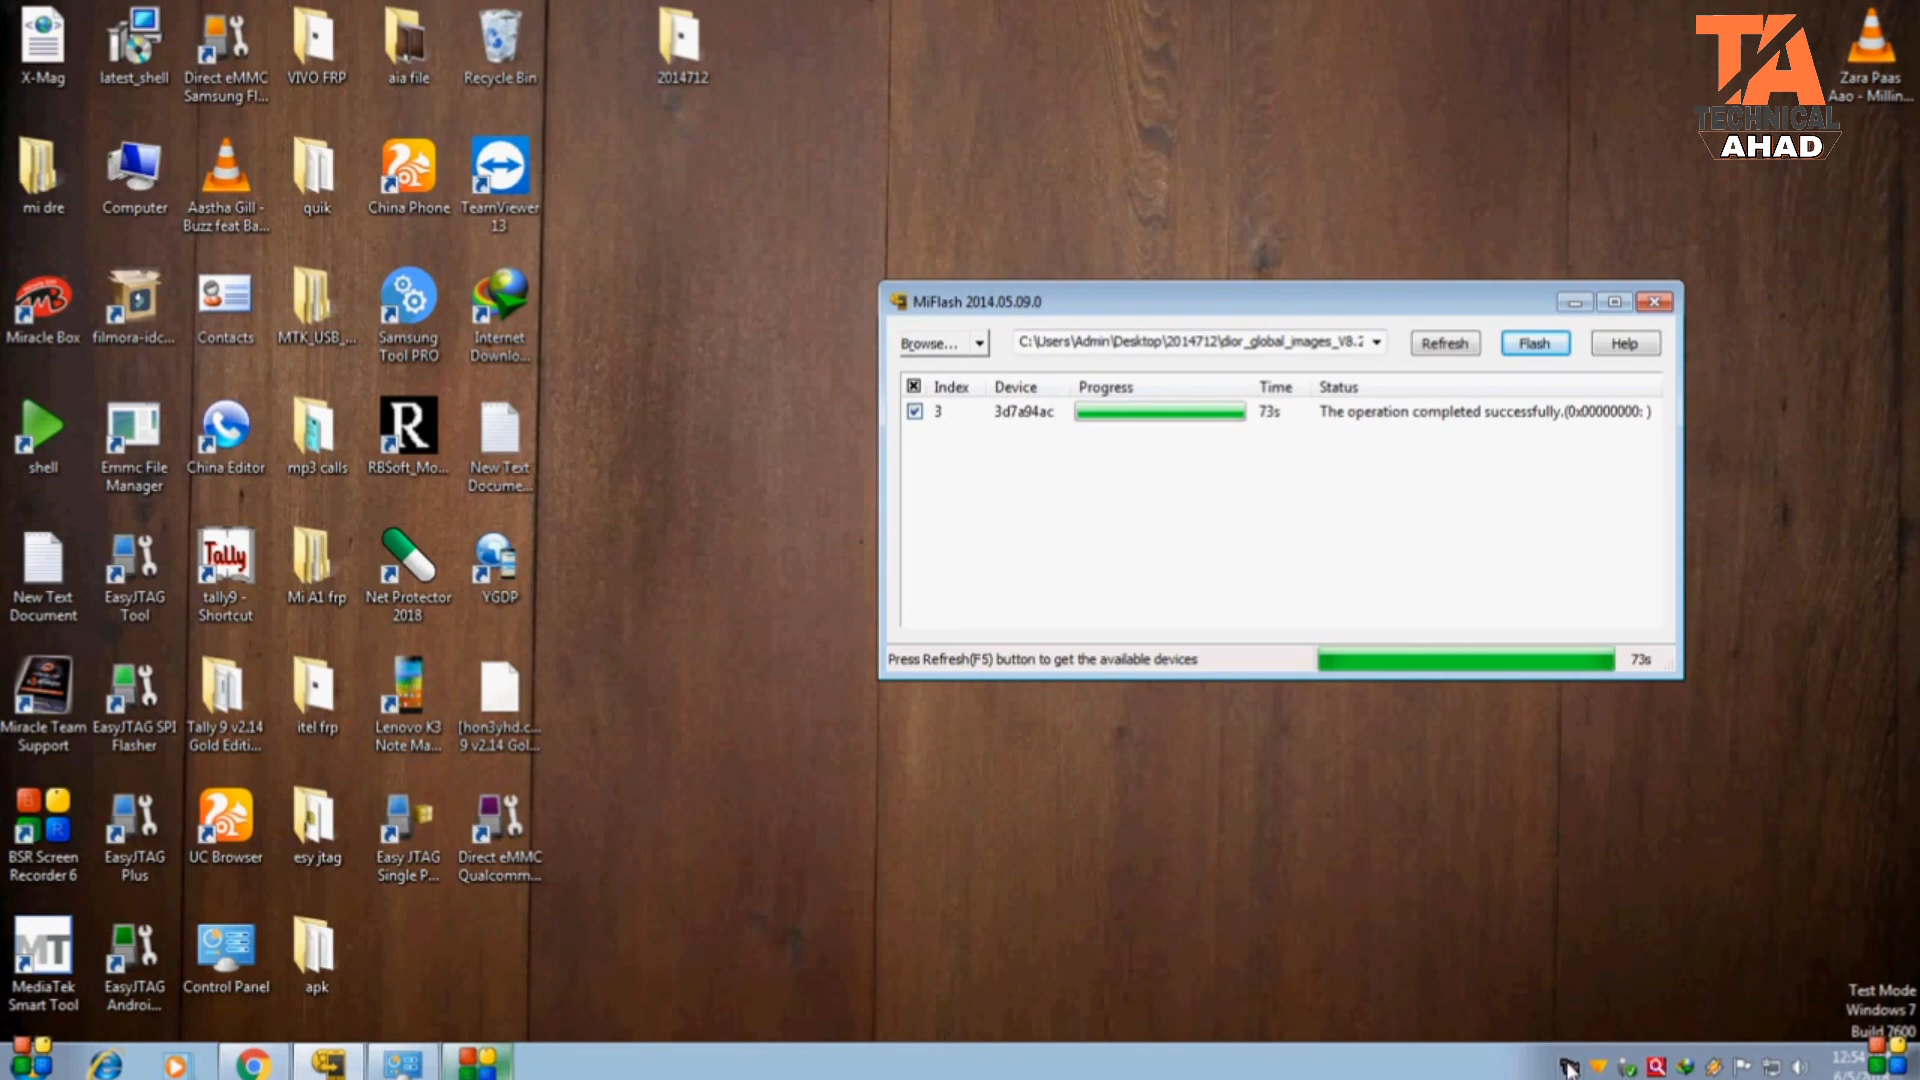 X-Mag
latest_shell
Direct eMMC
Samsung Fl...
VIVO FRP
aia file
Recycle Bin
2014712
TA
TECHNICAL
AHAD
Zara Paas
Aao - Millin...
mi dre
Computer
Aastha Gill -
Buzz feat Ba...
quik
China Phone
TeamViewer
13
Miracle Box
filmora-idc...
Contacts
MTK_USB_...
Samsung
Tool PRO
Internet
Downlo...
MiFlash 2014.05.09.0
Browse...
C:\Users\Admin\Desktop\2014712\dior_global_images_V8.2
Refresh
Flash
Help
Index Device Progress Time Status
3 3d7a94ac 73s The operation completed successfully.(0x00000000: )
Press Refresh(F5) button to get the available devices
73s
shell
Emmc File
Manager
China Editor
mp3 calls
R
RBSoft_Mo...
New Text
Docume...
New Text
Document
EasyJTAG
Tool
Tally
tally9 -
Shortcut
Mi A1 frp
Net Protector
2018
YGDP
Miracle Team
Support
EasyJTAG SPI
Flasher
Tally 9 v2.14
Gold Editi...
itel frp
Lenovo K3
Note Ma...
[hon3yhd.c...
9 v2.14 Gol...
BSR Screen
Recorder 6
EasyJTAG
Plus
UC Browser
esy jtag
Easy JTAG
Single P...
Direct eMMC
Qualcomm...
MT
MediaTek
Smart Tool
EasyJTAG
Androi...
Control Panel
apk
Test Mode
Windows 7
Build 7600
12:54